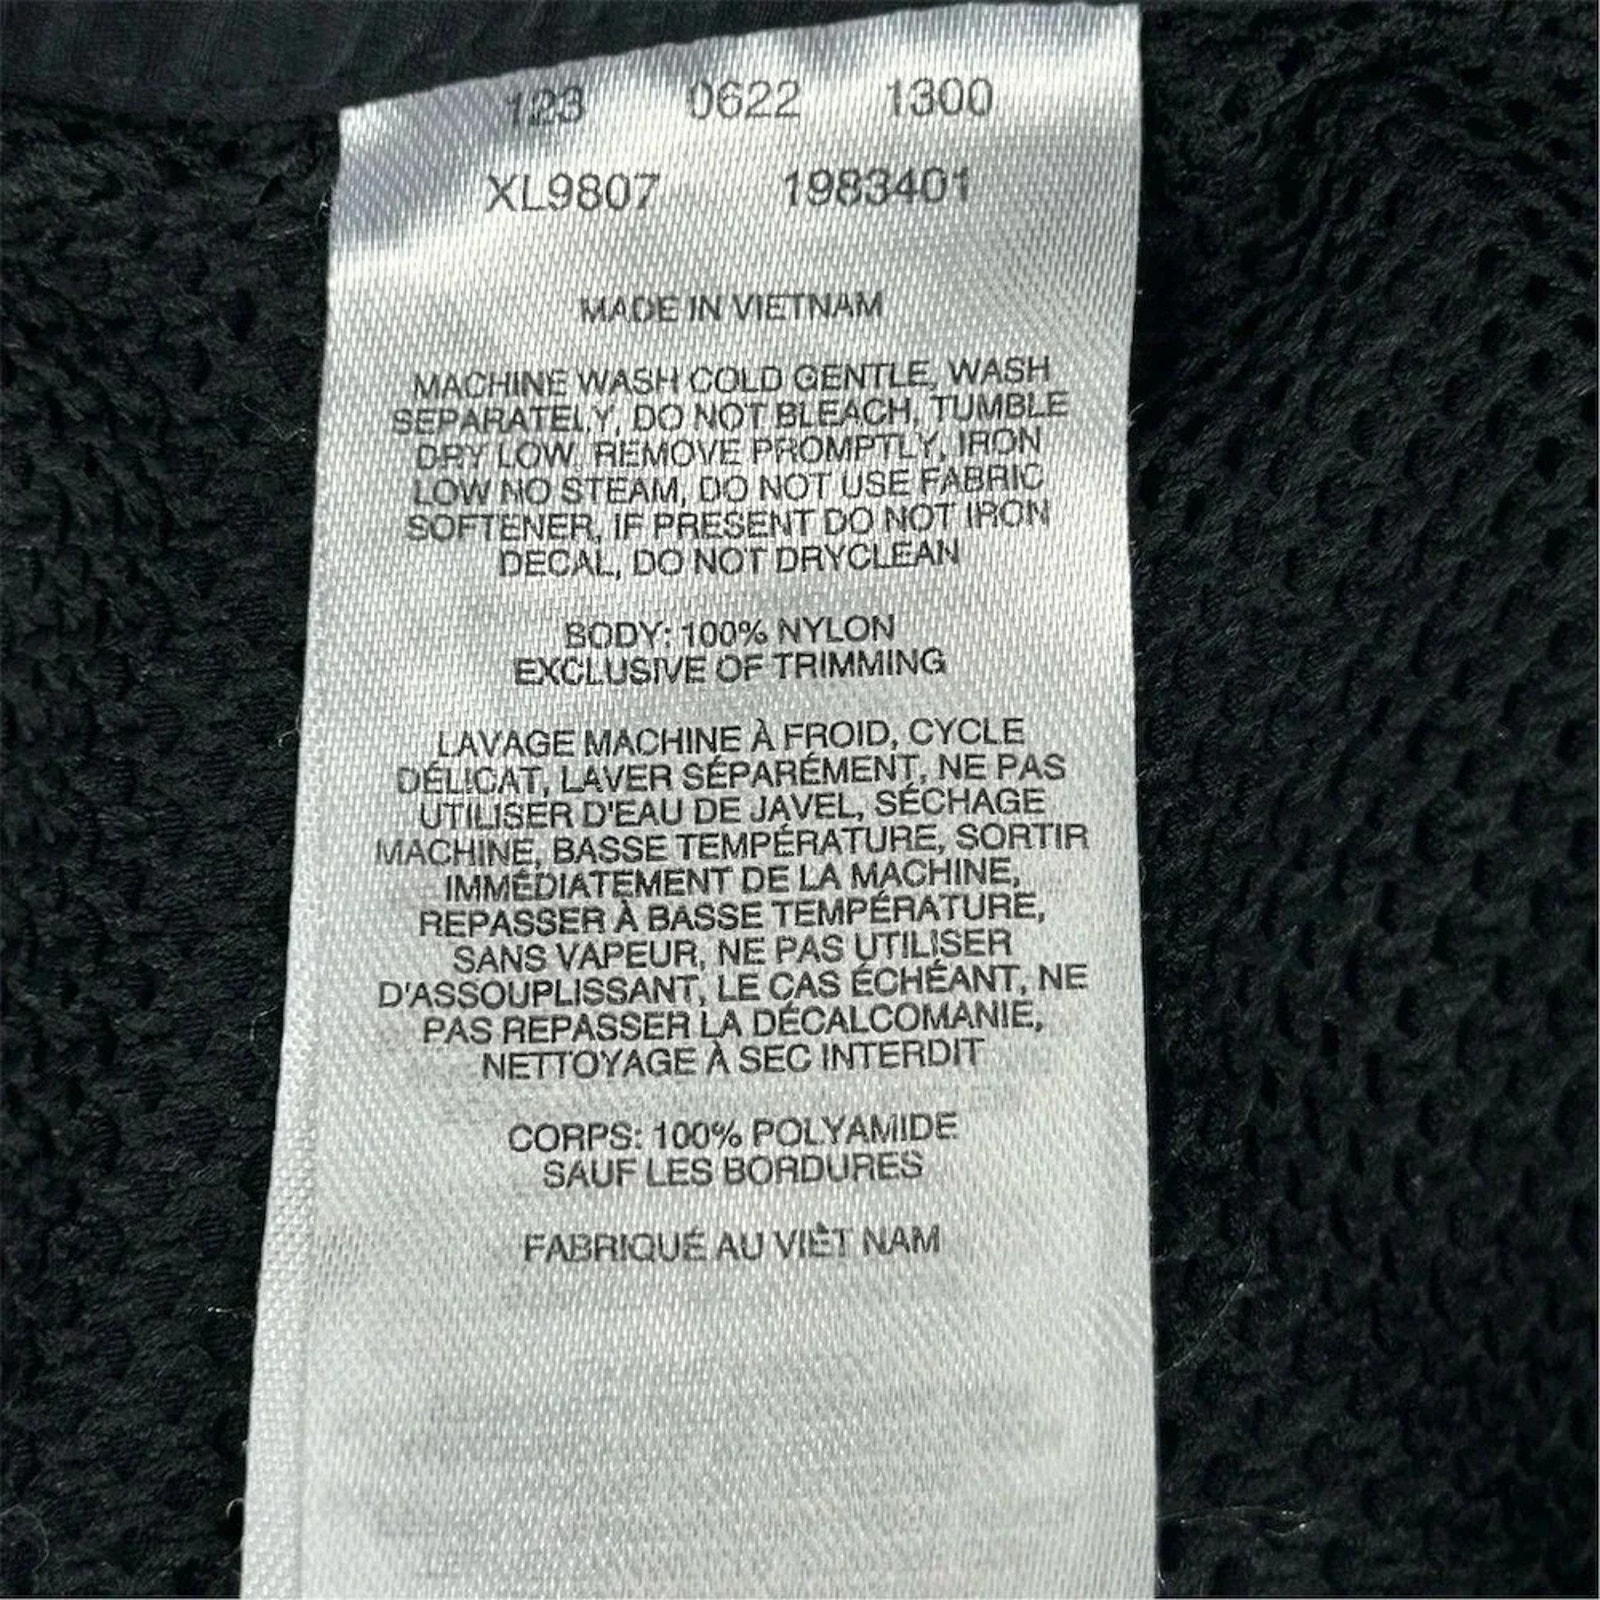 123 0622 1300
XL9807 1983401
MADE IN VIETNAM
MACHINE WASH COLD GENTLE, WASH
SEPARATELY, DO NOT BLEACH, TUMBLE
DRY LOW, REMOVE PROMPTLY, IRON
LOW NO STEAM, DO NOT USE FABRIC
SOFTENER, IF PRESENT DO NOT IRON
DECAL, DO NOT DRYCLEAN
BODY: 100% NYLON
EXCLUSIVE OF TRIMMING
LAVAGE MACHINE À FROID, CYCLE
DÉLICAT, LAVER SÉPARÉMENT, NE PAS
UTILISER D'EAU DE JAVEL, SÉCHAGE
MACHINE, BASSE TEMPÉRATURE, SORTIR
IMMÉDIATEMENT DE LA MACHINE,
REPASSER À BASSE TEMPÉRATURE,
SANS VAPEUR, NE PAS UTILISER
D'ASSOUPLISSANT, LE CAS ÉCHÉANT, NE
PAS REPASSER LA DÉCALCOMANIE,
NETTOYAGE À SEC INTERDIT
CORPS: 100% POLYAMIDE
SAUF LES BORDURES
FABRIQUÉ AU VIÊT NAM